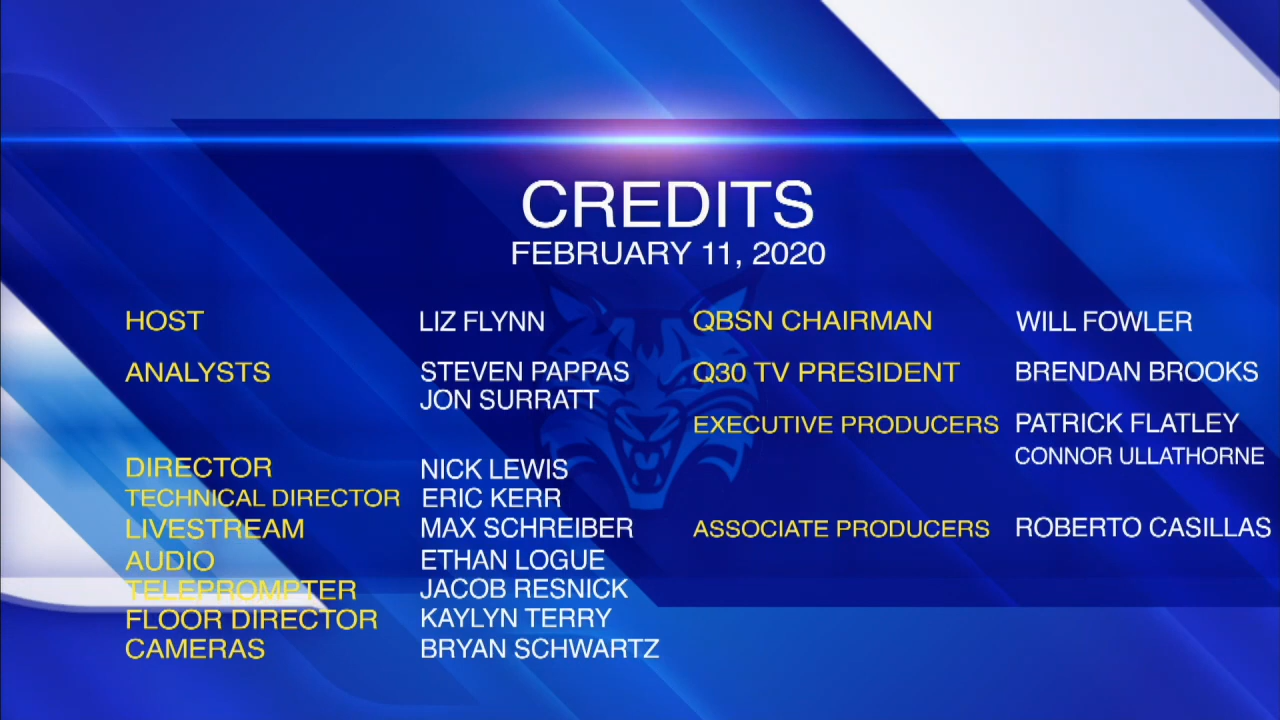 CREDITS
FEBRUARY 11, 2020
HOST LIZ FLYNN
ANALYSTS STEVEN PAPPAS
JON SURRATT
DIRECTOR NICK LEWIS
TECHNICAL DIRECTOR ERIC KERR
LIVESTREAM MAX SCHREIBER
AUDIO ETHAN LOGUE
TELEPROMPTER JACOB RESNICK
FLOOR DIRECTOR KAYLYN TERRY
CAMERAS BRYAN SCHWARTZ
QBSN CHAIRMAN WILL FOWLER
Q30 TV PRESIDENT BRENDAN BROOKS
EXECUTIVE PRODUCERS PATRICK FLATLEY
CONNOR ULLATHORNE
ASSOCIATE PRODUCERS ROBERTO CASILLAS